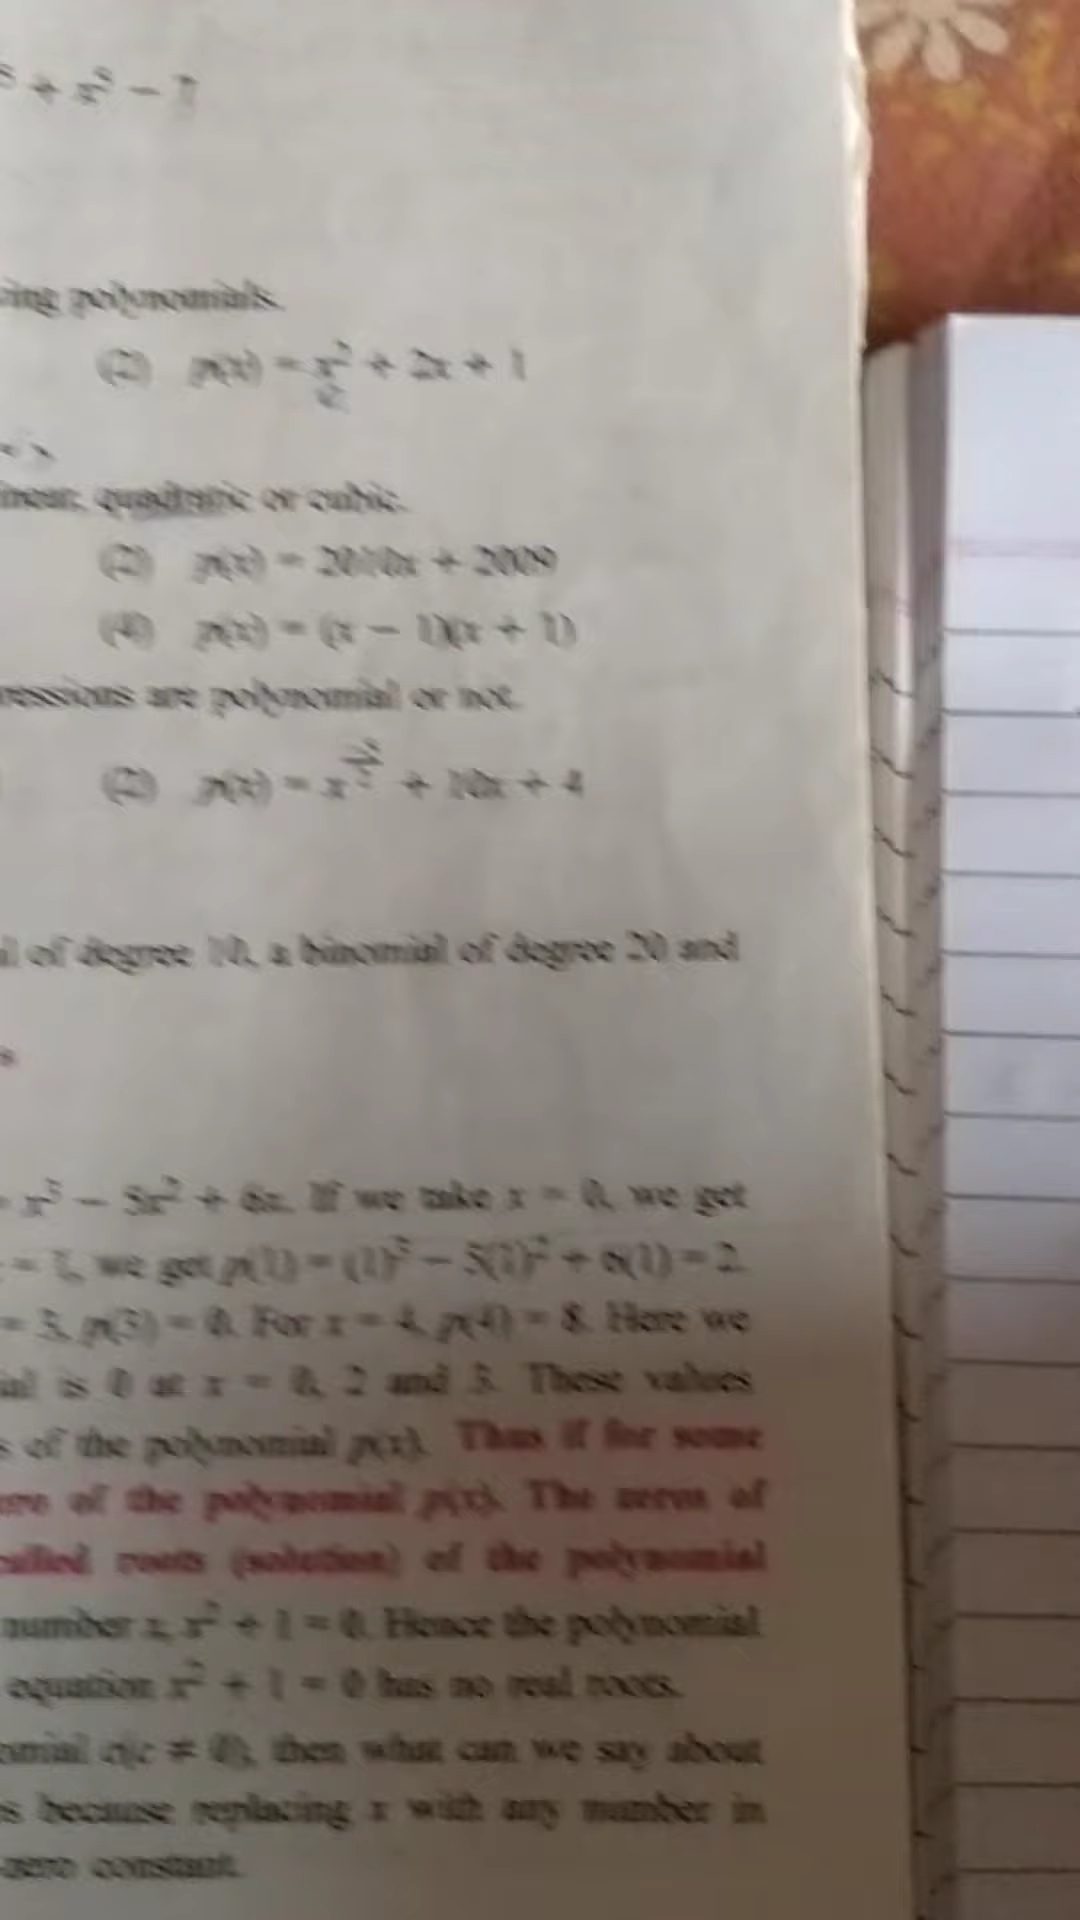 + x⁵ − 7
ving polynomials.
(2) p(x) = x² + 2x + 1
linear, quadratic or cubic.
(2) p(x) = 2010x + 2009
(4) p(x) = (x − 1)(x + 1)
ressions are polynomial or not.
(2) p(x) = x + 10x + 4
l of degree 10, a binomial of degree 20 and
x³ − 5x² + 6x. If we take x = 0, we get
= 1, we get p(1) = (1)³ − 5(1)² + 6(1) = 2.
= 3, p(3) = 0. For x = 4, p(4) = 8. Here we
ial is 0 at x = 0, 2 and 3. These values
s of the polynomial p(x). Thus if for some
ero of the polynomial p(x). The zeros of
called roots (solution) of the polynomial
number x, x² + 1 = 0. Hence the polynomial
equation x² + 1 = 0 has no real roots.
omial c(c ≠ 0), then what can we say about
s because replacing x with any number in
zero constant.